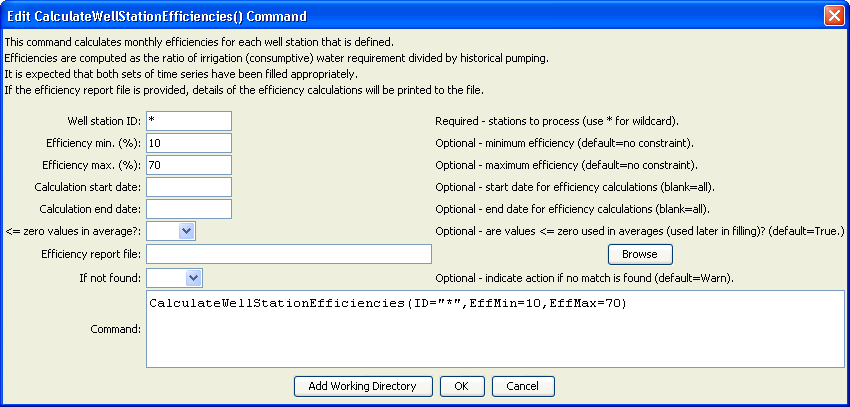 Edit CalculateWellStationEfficiencies() Command
This command calculates monthly efficiencies for each well station that is defined.
Efficiencies are computed as the ratio of irrigation (consumptive) water requirement divided by historical pumping.
It is expected that both sets of time series have been filled appropriately.
If the efficiency report file is provided, details of the efficiency calculations will be printed to the file.
Well station ID: * Required - stations to process (use * for wildcard).
Efficiency min. (%): 10 Optional - minimum efficiency (default=no constraint).
Efficiency max. (%): 70 Optional - maximum efficiency (default=no constraint).
Calculation start date: Optional - start date for efficiency calculations (blank=all).
Calculation end date: Optional - end date for efficiency calculations (blank=all).
<= zero values in average?: Optional - are values <= zero used in averages (used later in filling)? (default=True.)
Efficiency report file: Browse
If not found: Optional - indicate action if no match is found (default=Warn).
Command: CalculateWellStationEfficiencies(ID="*",EffMin=10,EffMax=70)
Add Working Directory OK Cancel